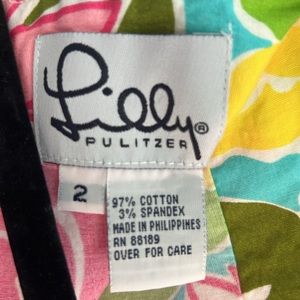 Lilly®
PULITZER
2
97% COTTON
3% SPANDEX
MADE IN PHILIPPINES
RN 88189
OVER FOR CARE